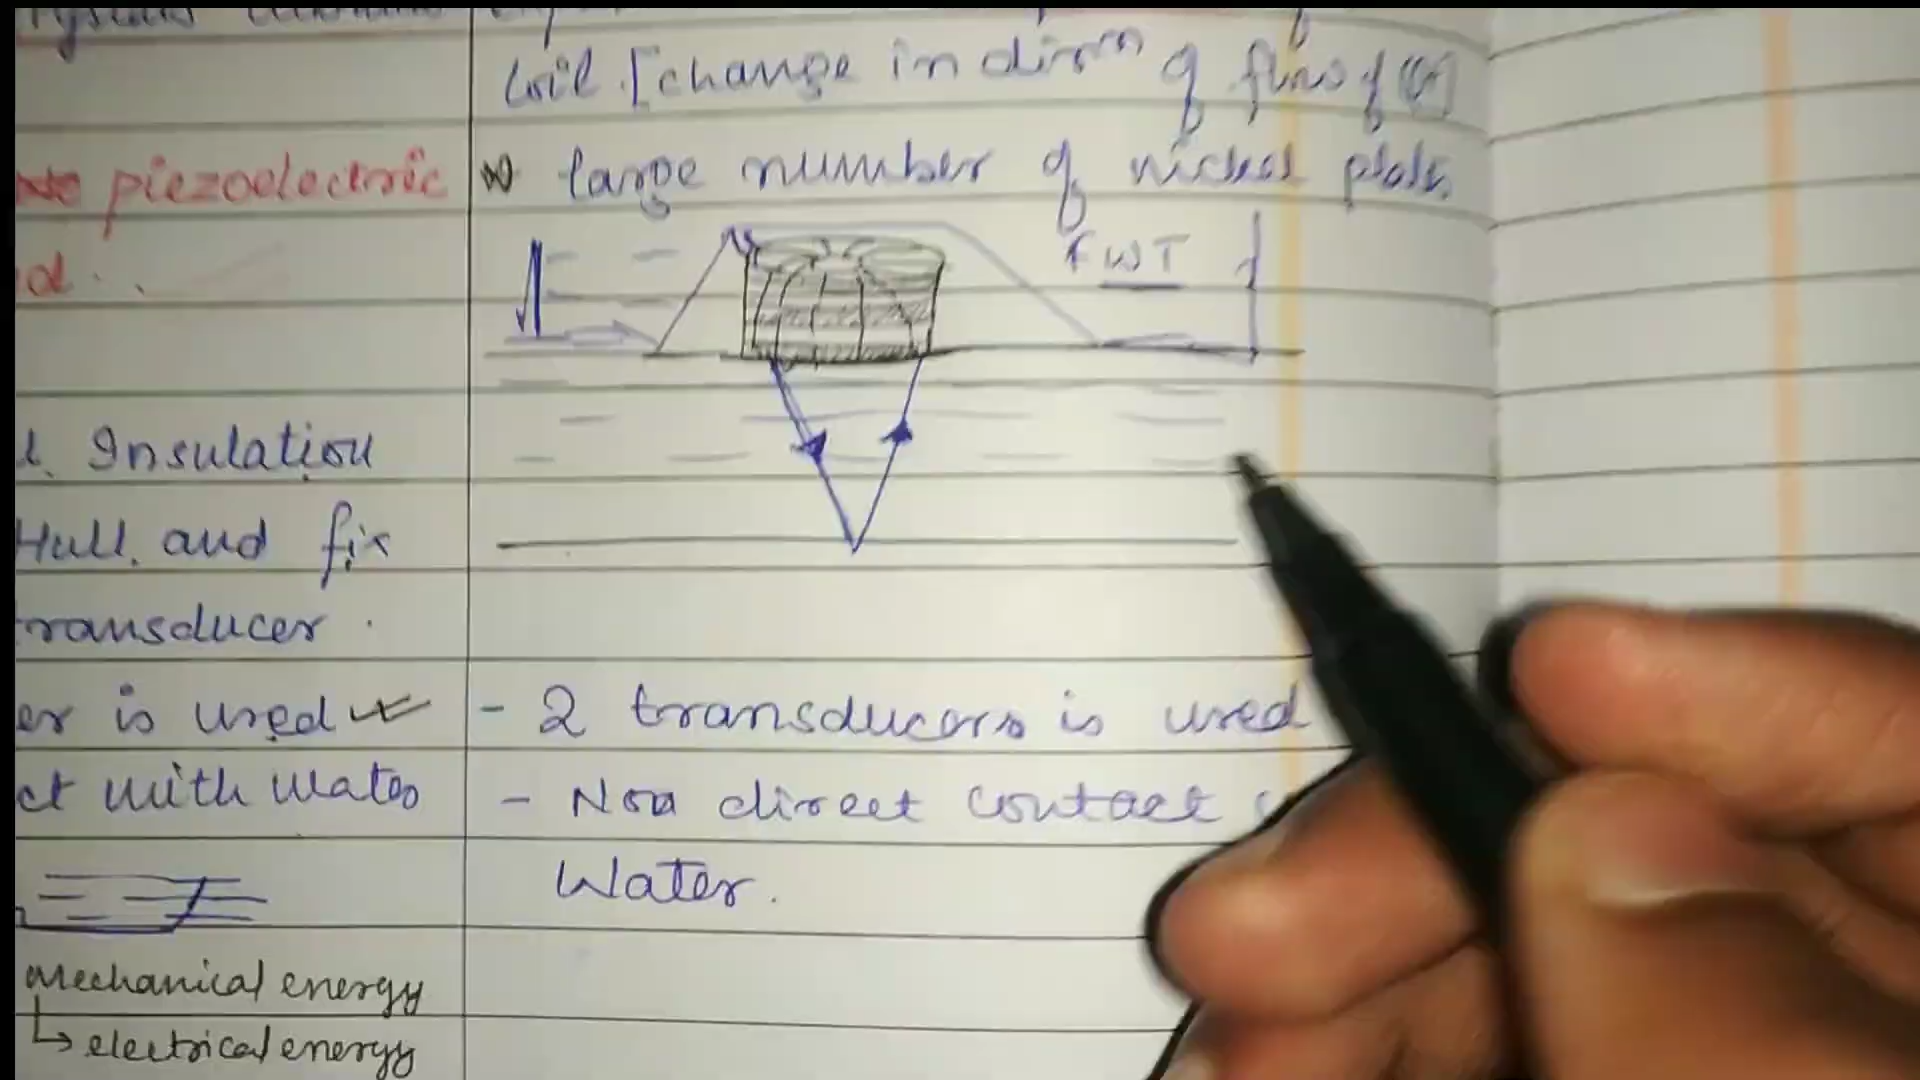 coil. [change in dirⁿ of flux of
piezoelectric
large number of nickel plate.
d.
FWT
l. Insulation
Hull. and fix
transducer.
er is used
- 2 transducers is used
ct with water
- Non direct contact
Water.
mechanical energy
↳ electrical energy